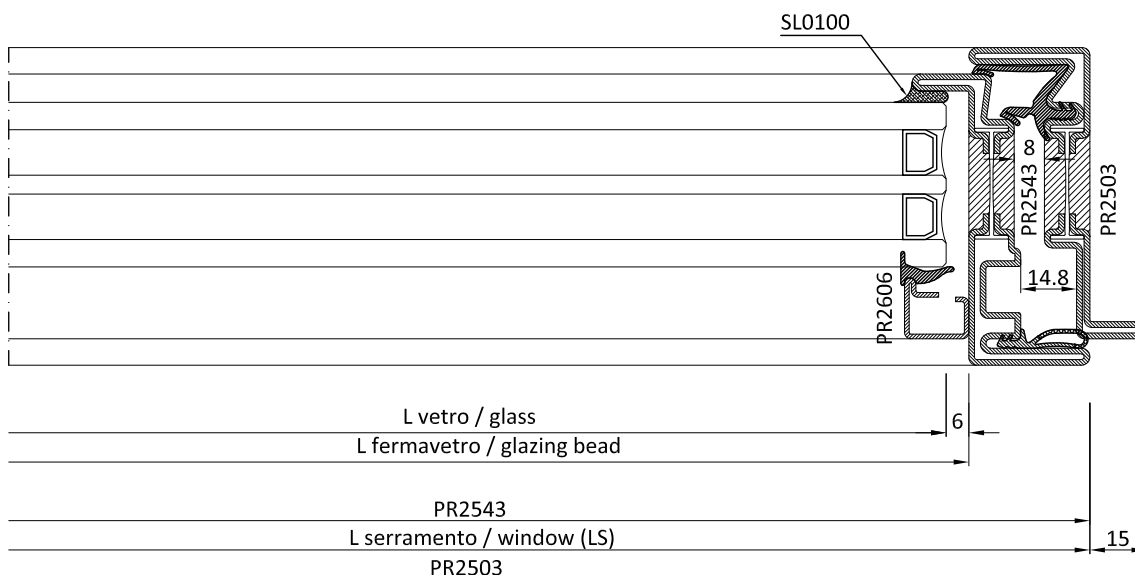 SL0100
8
PR2543
PR2503
14.8
PR2606
L vetro / glass
6
L fermavetro / glazing bead
PR2543
L serramento / window (LS)
15
PR2503